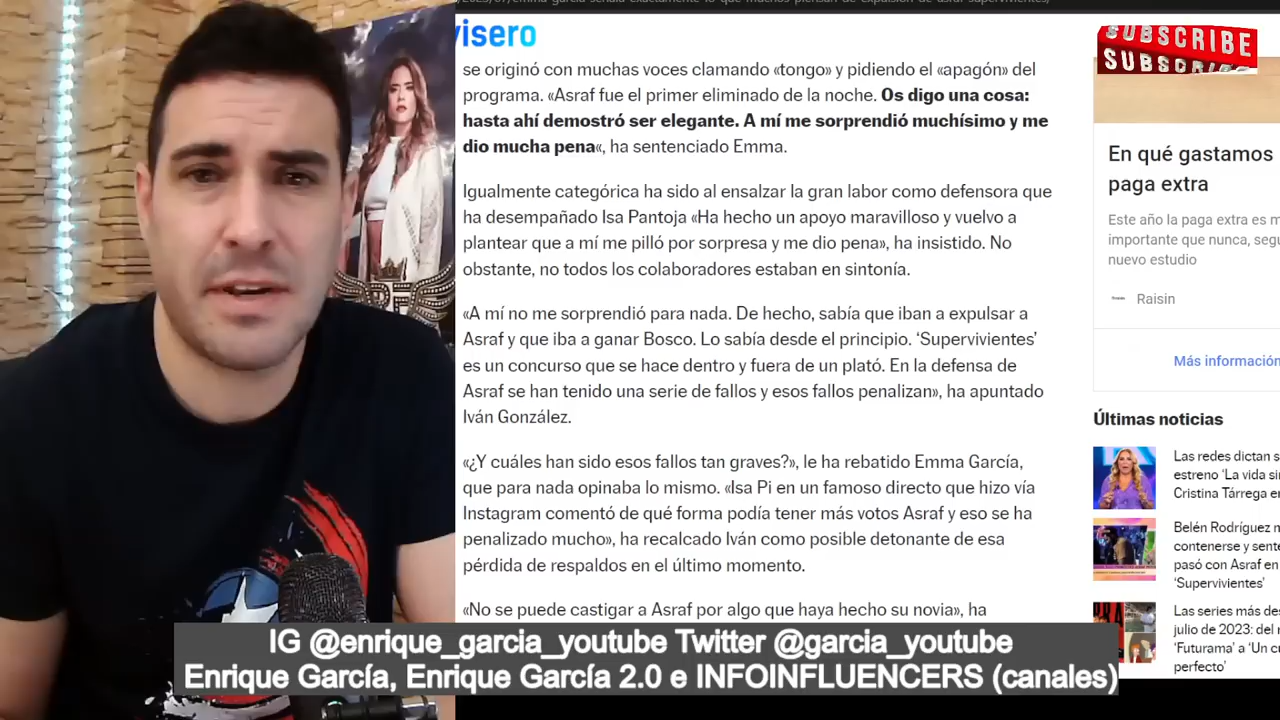 visero
SUBSCRIBE
SUBSCRIBE
se originó con muchas voces clamando «tongo» y pidiendo el «apagón» del
programa. «Asraf fue el primer eliminado de la noche. Os digo una cosa:
hasta ahí demostró ser elegante. A mí me sorprendió muchísimo y me
dio mucha pena«, ha sentenciado Emma.
Igualmente categórica ha sido al ensalzar la gran labor como defensora que
ha desempañado Isa Pantoja «Ha hecho un apoyo maravilloso y vuelvo a
plantear que a mí me pilló por sorpresa y me dio pena», ha insistido. No
obstante, no todos los colaboradores estaban en sintonía.
«A mí no me sorprendió para nada. De hecho, sabía que iban a expulsar a
Asraf y que iba a ganar Bosco. Lo sabía desde el principio. ‘Supervivientes’
es un concurso que se hace dentro y fuera de un plató. En la defensa de
Asraf se han tenido una serie de fallos y esos fallos penalizan», ha apuntado
Iván González.
«¿Y cuáles han sido esos fallos tan graves?», le ha rebatido Emma García,
que para nada opinaba lo mismo. «Isa Pi en un famoso directo que hizo vía
Instagram comentó de qué forma podía tener más votos Asraf y eso se ha
penalizado mucho», ha recalcado Iván como posible detonante de esa
pérdida de respaldos en el último momento.
«No se puede castigar a Asraf por algo que haya hecho su novia», ha
En qué gastamos
paga extra
Este año la paga extra es m
importante que nunca, segú
nuevo estudio
Raisin
Más información
Últimas noticias
Las redes dictan s
estreno ‘La vida sin
Cristina Tárrega en
Belén Rodríguez n
contenerse y sente
pasó con Asraf en
‘Supervivientes’
Las series más des
julio de 2023: del r
‘Futurama’ a ‘Un cr
perfecto’
IG @enrique_garcia_youtube Twitter @garcia_youtube
Enrique García, Enrique García 2.0 e INFOINFLUENCERS (canales)